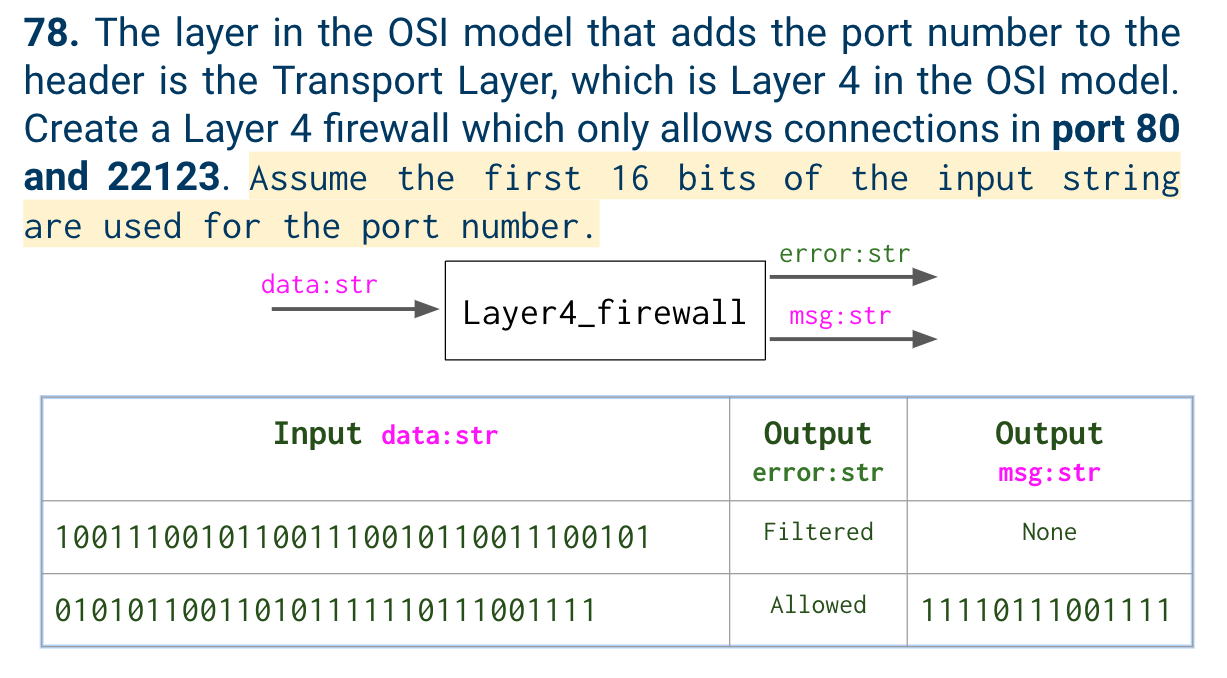 78. The layer in the OSI model that adds the port number to the
header is the Transport Layer, which is Layer 4 in the OSI model.
Create a Layer 4 firewall which only allows connections in port 80
and 22123. Assume the first 16 bits of the input string
are used for the port number.
data:str
Layer4_firewall
error:str
msg:str
Input data:str
Output
error:str
Output
msg:str
100111001011001110010110011100101
Filtered
None
010101100110101111110111001111
Allowed
11110111001111